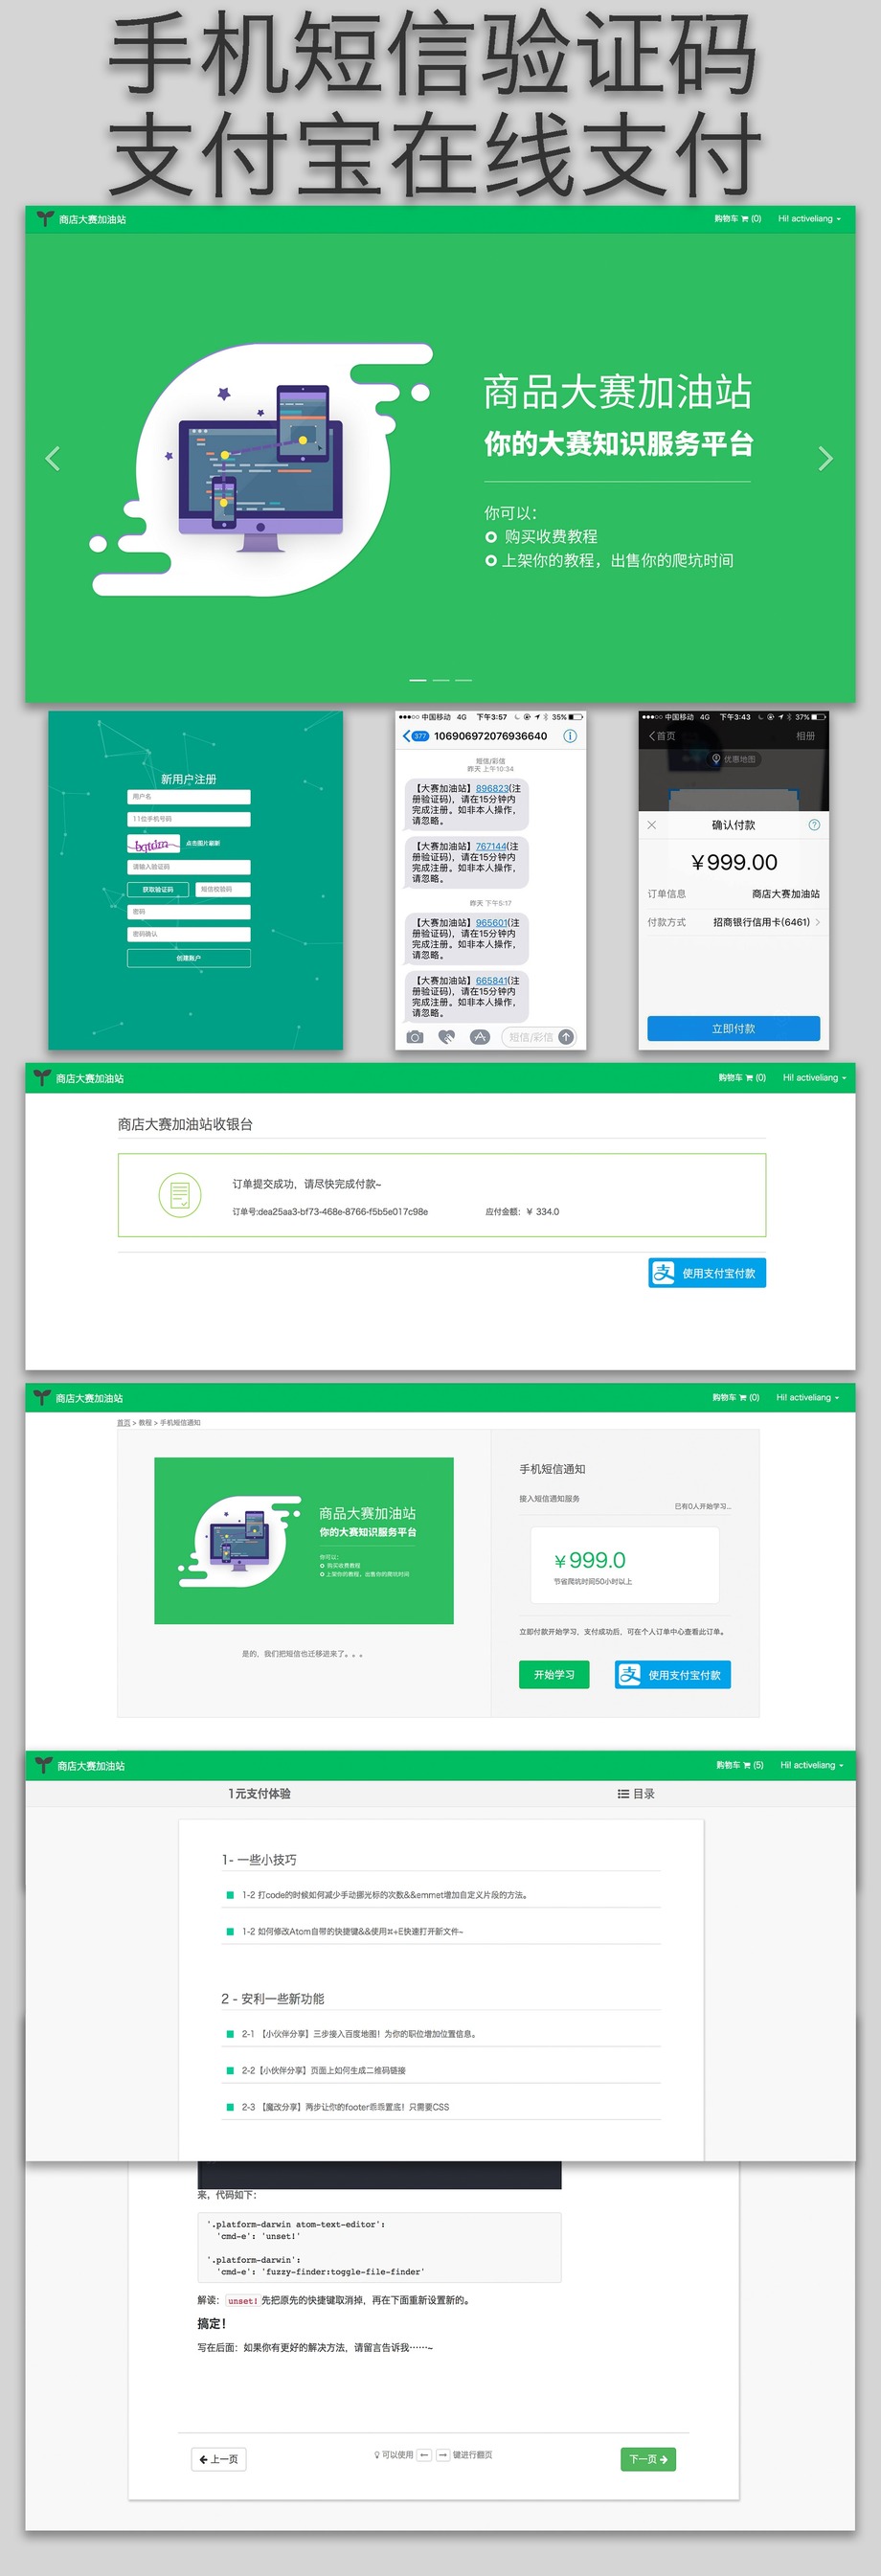 手机短信验证码
支付宝在线支付
商店大赛加油站
购物车 (0) Hi! activeliang
商品大赛加油站
你的大赛知识服务平台
你可以：
购买收费教程
上架你的教程，出售你的爬坑时间
新用户注册
用户名
11位手机号码
bqtdm 点击图片刷新
请输入验证码
获取验证码 短信校验码
密码
密码确认
创建账户
中国移动 4G 下午3:57 35%
377 106906972076936640
短信/彩信
昨天 上午10:34
【大赛加油站】896823(注
册验证码)，请在15分钟内
完成注册。如非本人操作，
请忽略。
【大赛加油站】767144(注
册验证码)，请在15分钟内
完成注册。如非本人操作，
请忽略。
昨天 下午5:17
【大赛加油站】965601(注
册验证码)，请在15分钟内
完成注册。如非本人操作，
请忽略。
【大赛加油站】665841(注
册验证码)，请在15分钟内
完成注册。如非本人操作，
请忽略。
短信/彩信
中国移动 4G 下午3:43 37%
首页 相册
优惠地图
确认付款
¥999.00
订单信息 商店大赛加油站
付款方式 招商银行信用卡(6461)
立即付款
商店大赛加油站
购物车 (0) Hi! activeliang
商店大赛加油站收银台
订单提交成功，请尽快完成付款~
订单号:dea25aa3-bf73-468e-8766-f5b5e017c98e 应付金额：¥ 334.0
支 使用支付宝付款
商店大赛加油站
购物车 (0) Hi! activeliang
首页 > 教程 > 手机短信通知
商品大赛加油站
你的大赛知识服务平台
你可以：
购买收费教程
上架你的教程，出售你的爬坑时间
是的，我们把短信也迁移进来了。。。
手机短信通知
接入短信通知服务
已有0人开始学习...
¥999.0
节省爬坑时间50小时以上
立即付款开始学习，支付成功后，可在个人订单中心查看此订单。
开始学习
支 使用支付宝付款
商店大赛加油站
购物车 (5) Hi! activeliang
1元支付体验
目录
1- 一些小技巧
1-2 打code的时候如何减少手动挪光标的次数&&emmet增加自定义片段的方法。
1-2 如何修改Atom自带的快捷键&&使用⌘+E快速打开新文件~
2 - 安利一些新功能
2-1 【小伙伴分享】三步接入百度地图！为你的职位增加位置信息。
2-2【小伙伴分享】页面上如何生成二维码链接
2-3 【魔改分享】两步让你的footer乖乖置底！只需要CSS
来，代码如下：
'.platform-darwin atom-text-editor':
'cmd-e': 'unset!'
'.platform-darwin':
'cmd-e': 'fuzzy-finder:toggle-file-finder'
解读：unset!先把原先的快捷键取消掉，再在下面重新设置新的。
搞定！
写在后面：如果你有更好的解决方法，请留言告诉我……~
← 上一页
可以使用 ← → 键进行翻页
下一页 →